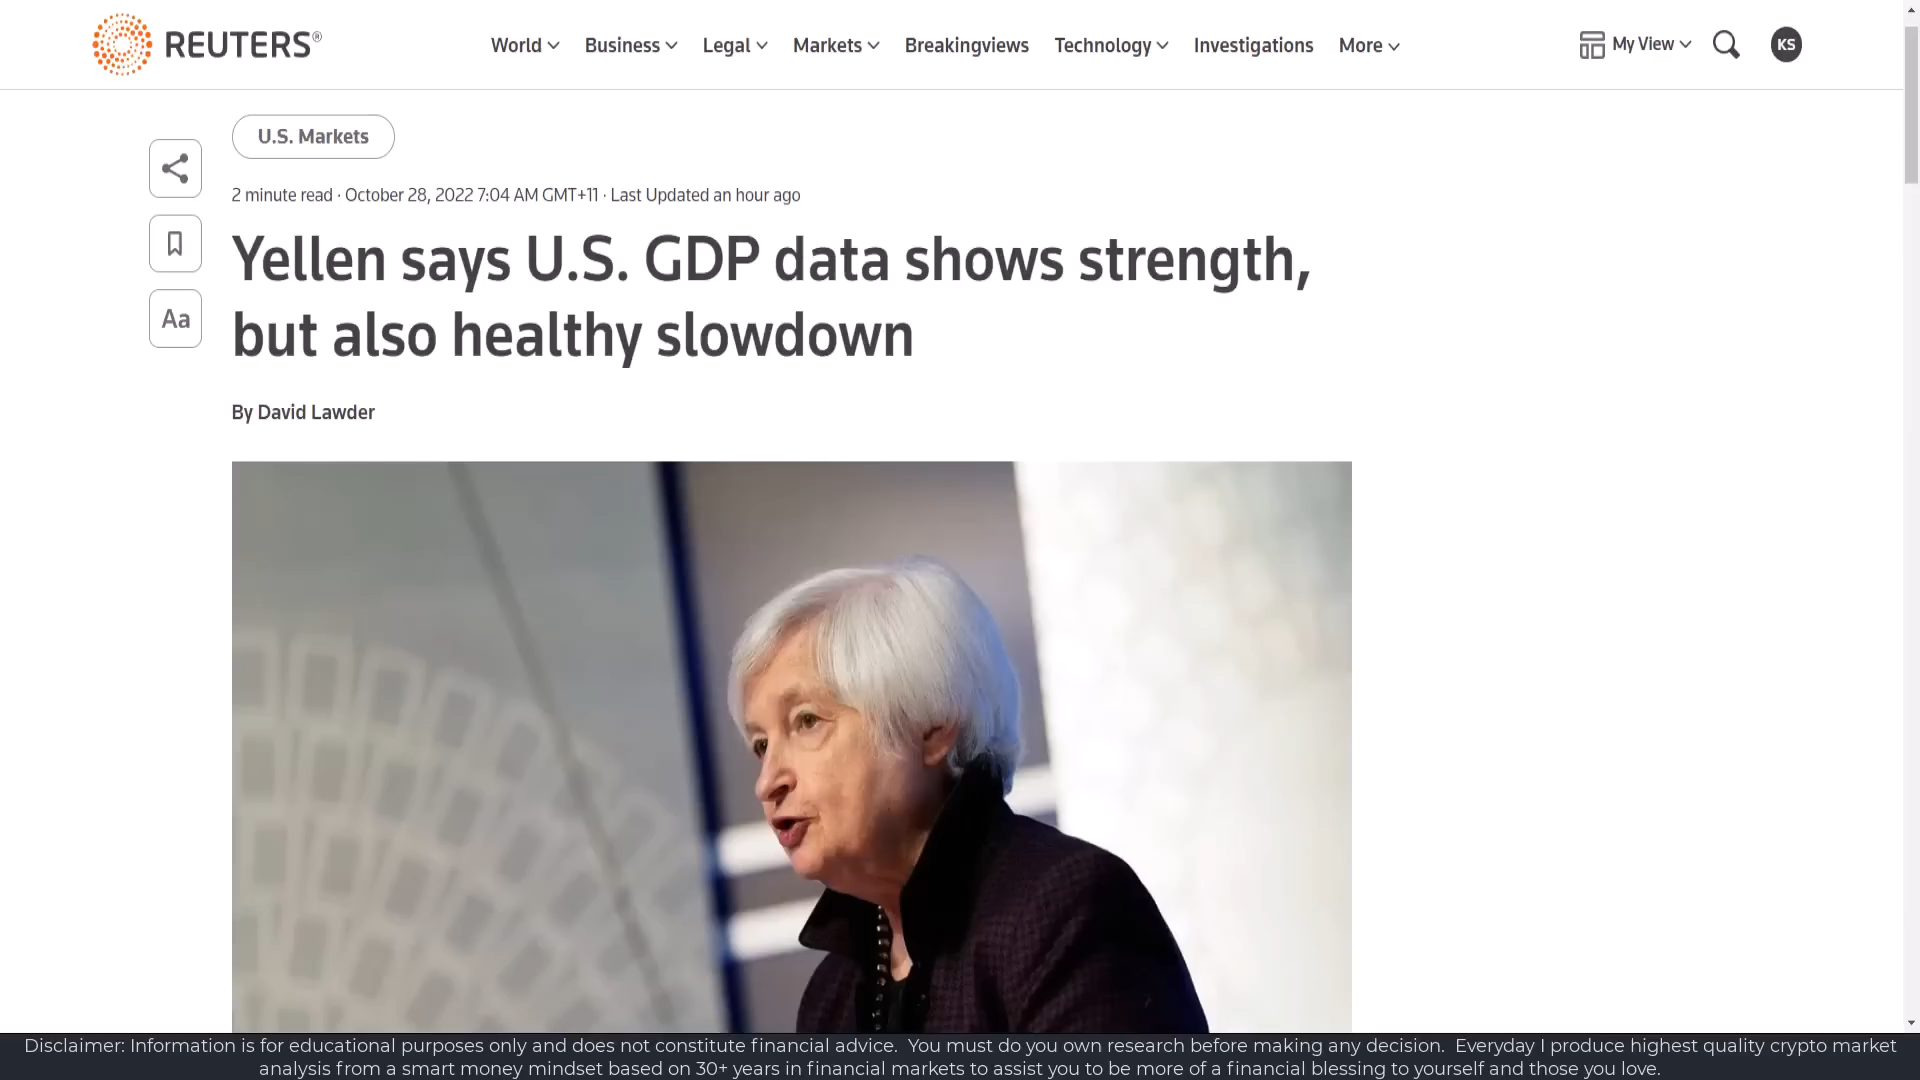 REUTERS®
World Business Legal Markets Breakingviews Technology Investigations More
My View
KS
U.S. Markets
2 minute read · October 28, 2022 7:04 AM GMT+11 · Last Updated an hour ago
Yellen says U.S. GDP data shows strength,
but also healthy slowdown
Aa
By David Lawder
Disclaimer: Information is for educational purposes only and does not constitute financial advice. You must do you own research before making any decision. Everyday I produce highest quality crypto market
analysis from a smart money mindset based on 30+ years in financial markets to assist you to be more of a financial blessing to yourself and those you love.